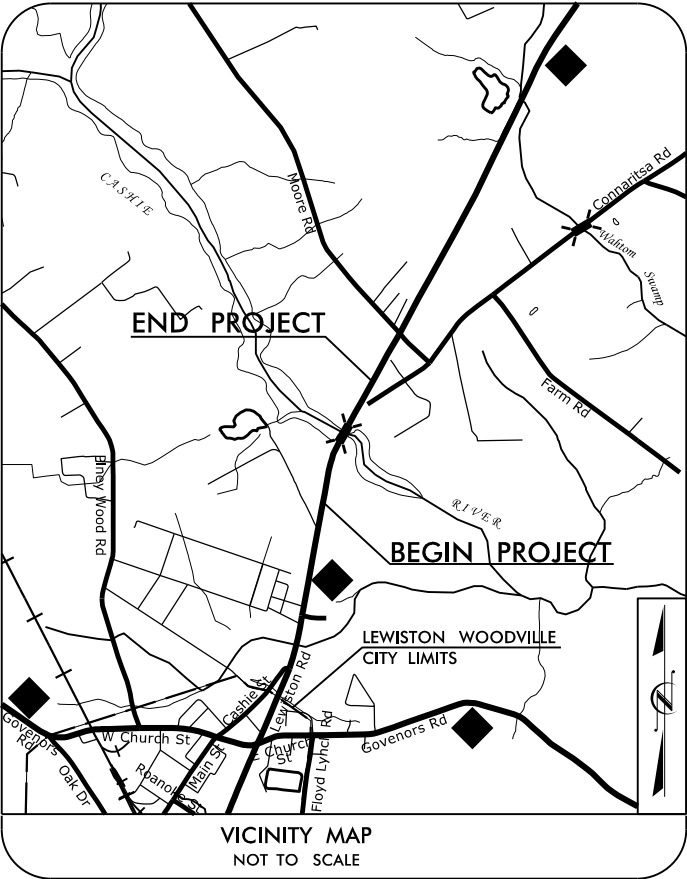 CASHIE
Moore Rd
Connaritsa Rd
Wahtom
Swamp
END PROJECT
Farm Rd
Piney Wood Rd
RIVER
BEGIN PROJECT
LEWISTON WOODVILLE
CITY LIMITS
N
Lewiston Rd
Cashie St
Govenors
Rd
W Church St
Church
St
Govenors Rd
Main St
Floyd Lynch Rd
Oak Dr
Roanoke St
VICINITY MAP
NOT TO SCALE